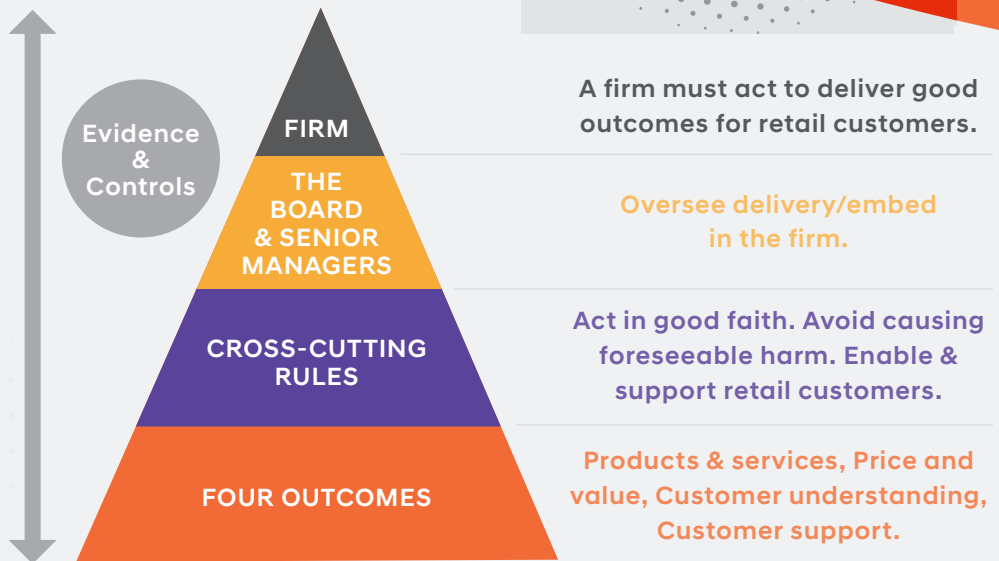 Evidence
&
Controls
FIRM
A firm must act to deliver good
outcomes for retail customers.
THE
BOARD
& SENIOR
MANAGERS
Oversee delivery/embed
in the firm.
CROSS-CUTTING
RULES
Act in good faith. Avoid causing
foreseeable harm. Enable &
support retail customers.
FOUR OUTCOMES
Products & services, Price and
value, Customer understanding,
Customer support.